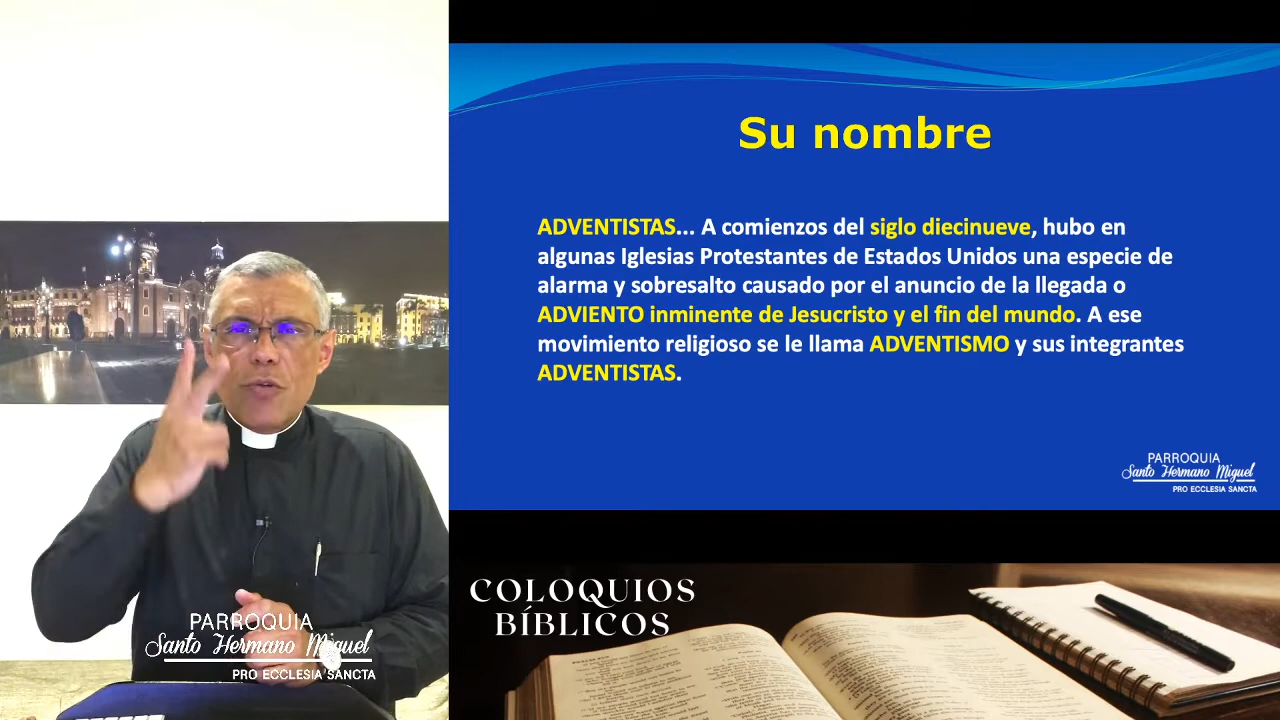 Su nombre
ADVENTISTAS... A comienzos del siglo diecinueve, hubo en
algunas Iglesias Protestantes de Estados Unidos una especie de
alarma y sobresalto causado por el anuncio de la llegada o
ADVIENTO inminente de Jesucristo y el fin del mundo. A ese
movimiento religioso se le llama ADVENTISMO y sus integrantes
ADVENTISTAS.
PARROQUIA
Santo Hermano Miguel
PRO ECCLESIA SANCTA
COLOQUIOS
BÍBLICOS
PARROQUIA
Santo Hermano Miguel
PRO ECCLESIA SANCTA